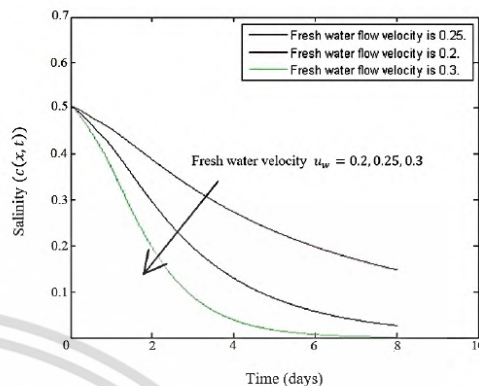 0.7
0.6
0.5
0.4
0.3
0.2
0.1
0
2
4
6
8
10
Salinity (c(x, t))
Time (days)
Fresh water flow velocity is 0.25.
Fresh water flow velocity is 0.2.
Fresh water flow velocity is 0.3.
Fresh water velocity u_w = 0.2, 0.25, 0.3